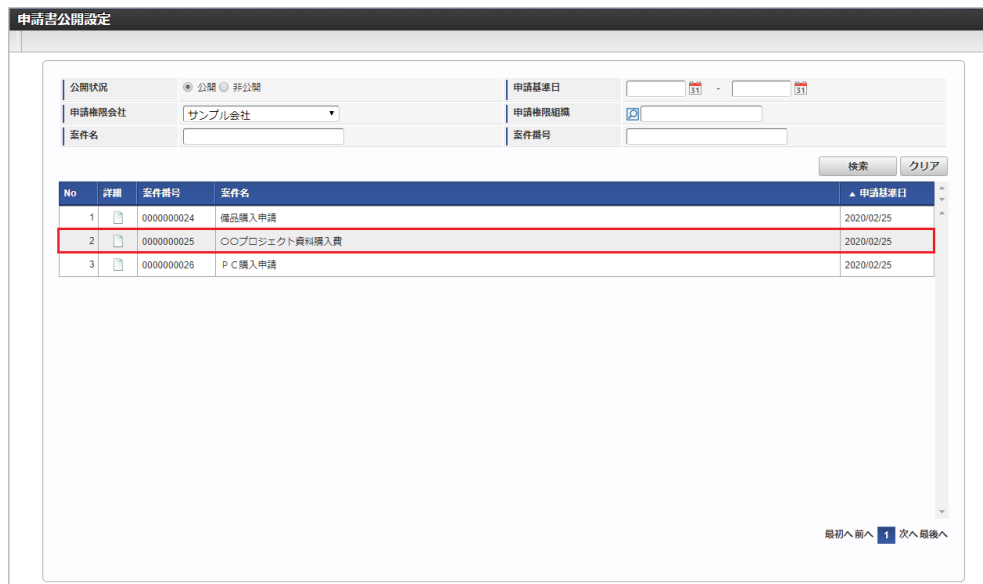 申請書公開設定
公開状況 公開 非公開 申請基準日 31 - 31
申請権限会社 サンプル会社 ▼ 申請権限組織
案件名 案件番号
検索 クリア
No 詳細 案件番号 案件名 ▲ 申請基準日
1 0000000024 備品購入申請 2020/02/25
2 0000000025 〇〇プロジェクト資料購入費 2020/02/25
3 0000000026 ＰＣ購入申請 2020/02/25
最初へ 前へ 1 次へ 最後へ